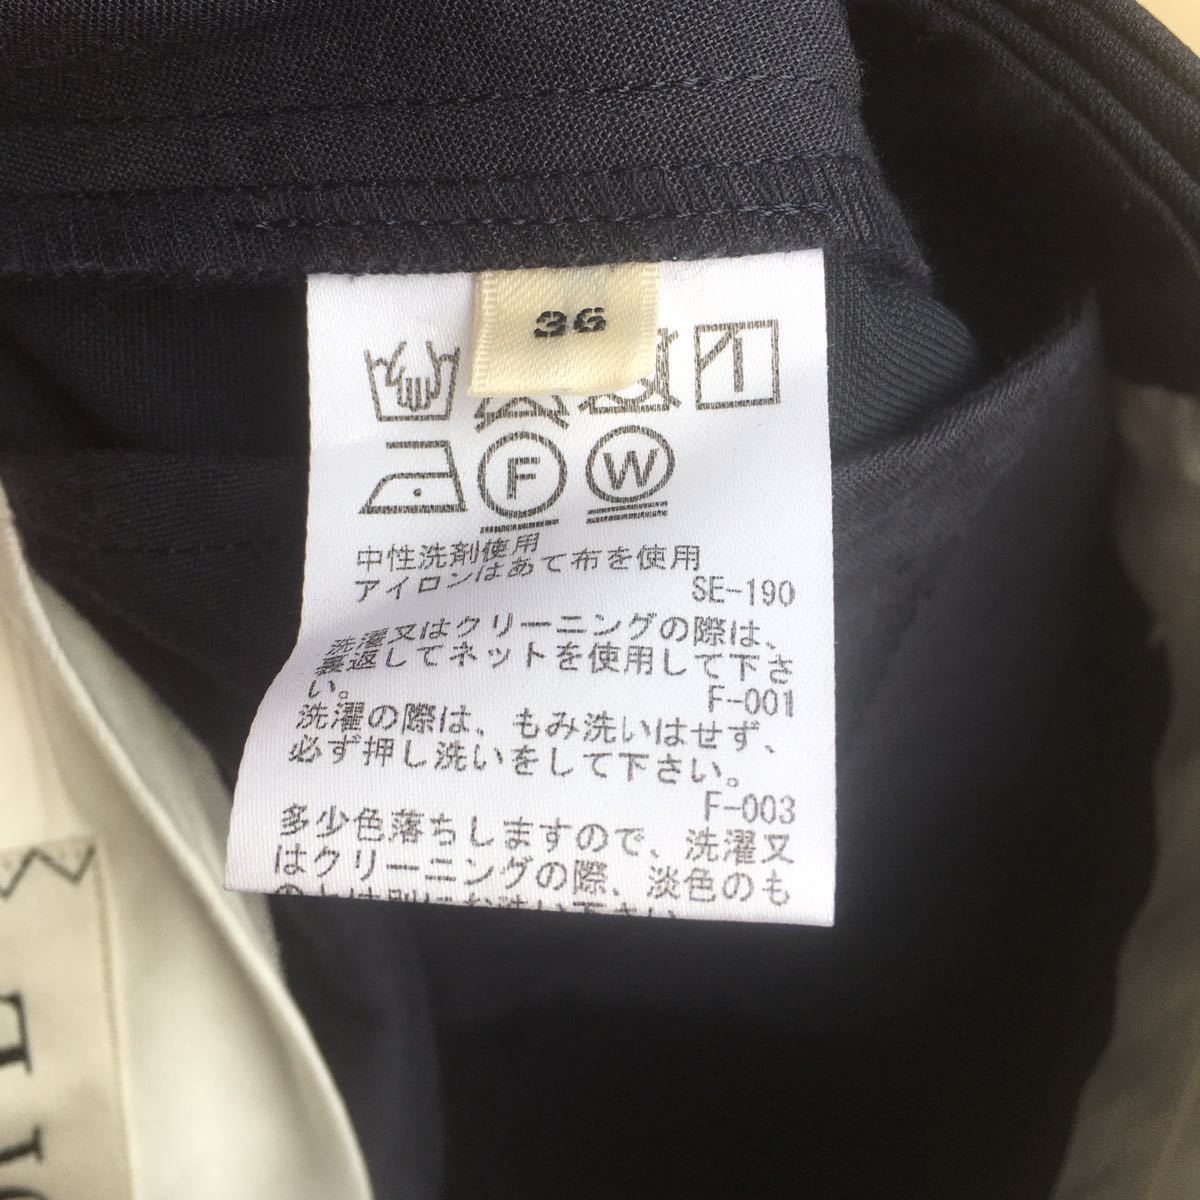 36
F
W
中性洗剤使用
アイロンはあて布を使用
SE-190
洗濯又はクリーニングの際は、
裏返してネットを使用して下さ
い。
F-001
洗濯の際は、もみ洗いはせず、
必ず押し洗いをして下さい。
F-003
多少色落ちしますので、洗濯又
はクリーニングの際、淡色のも